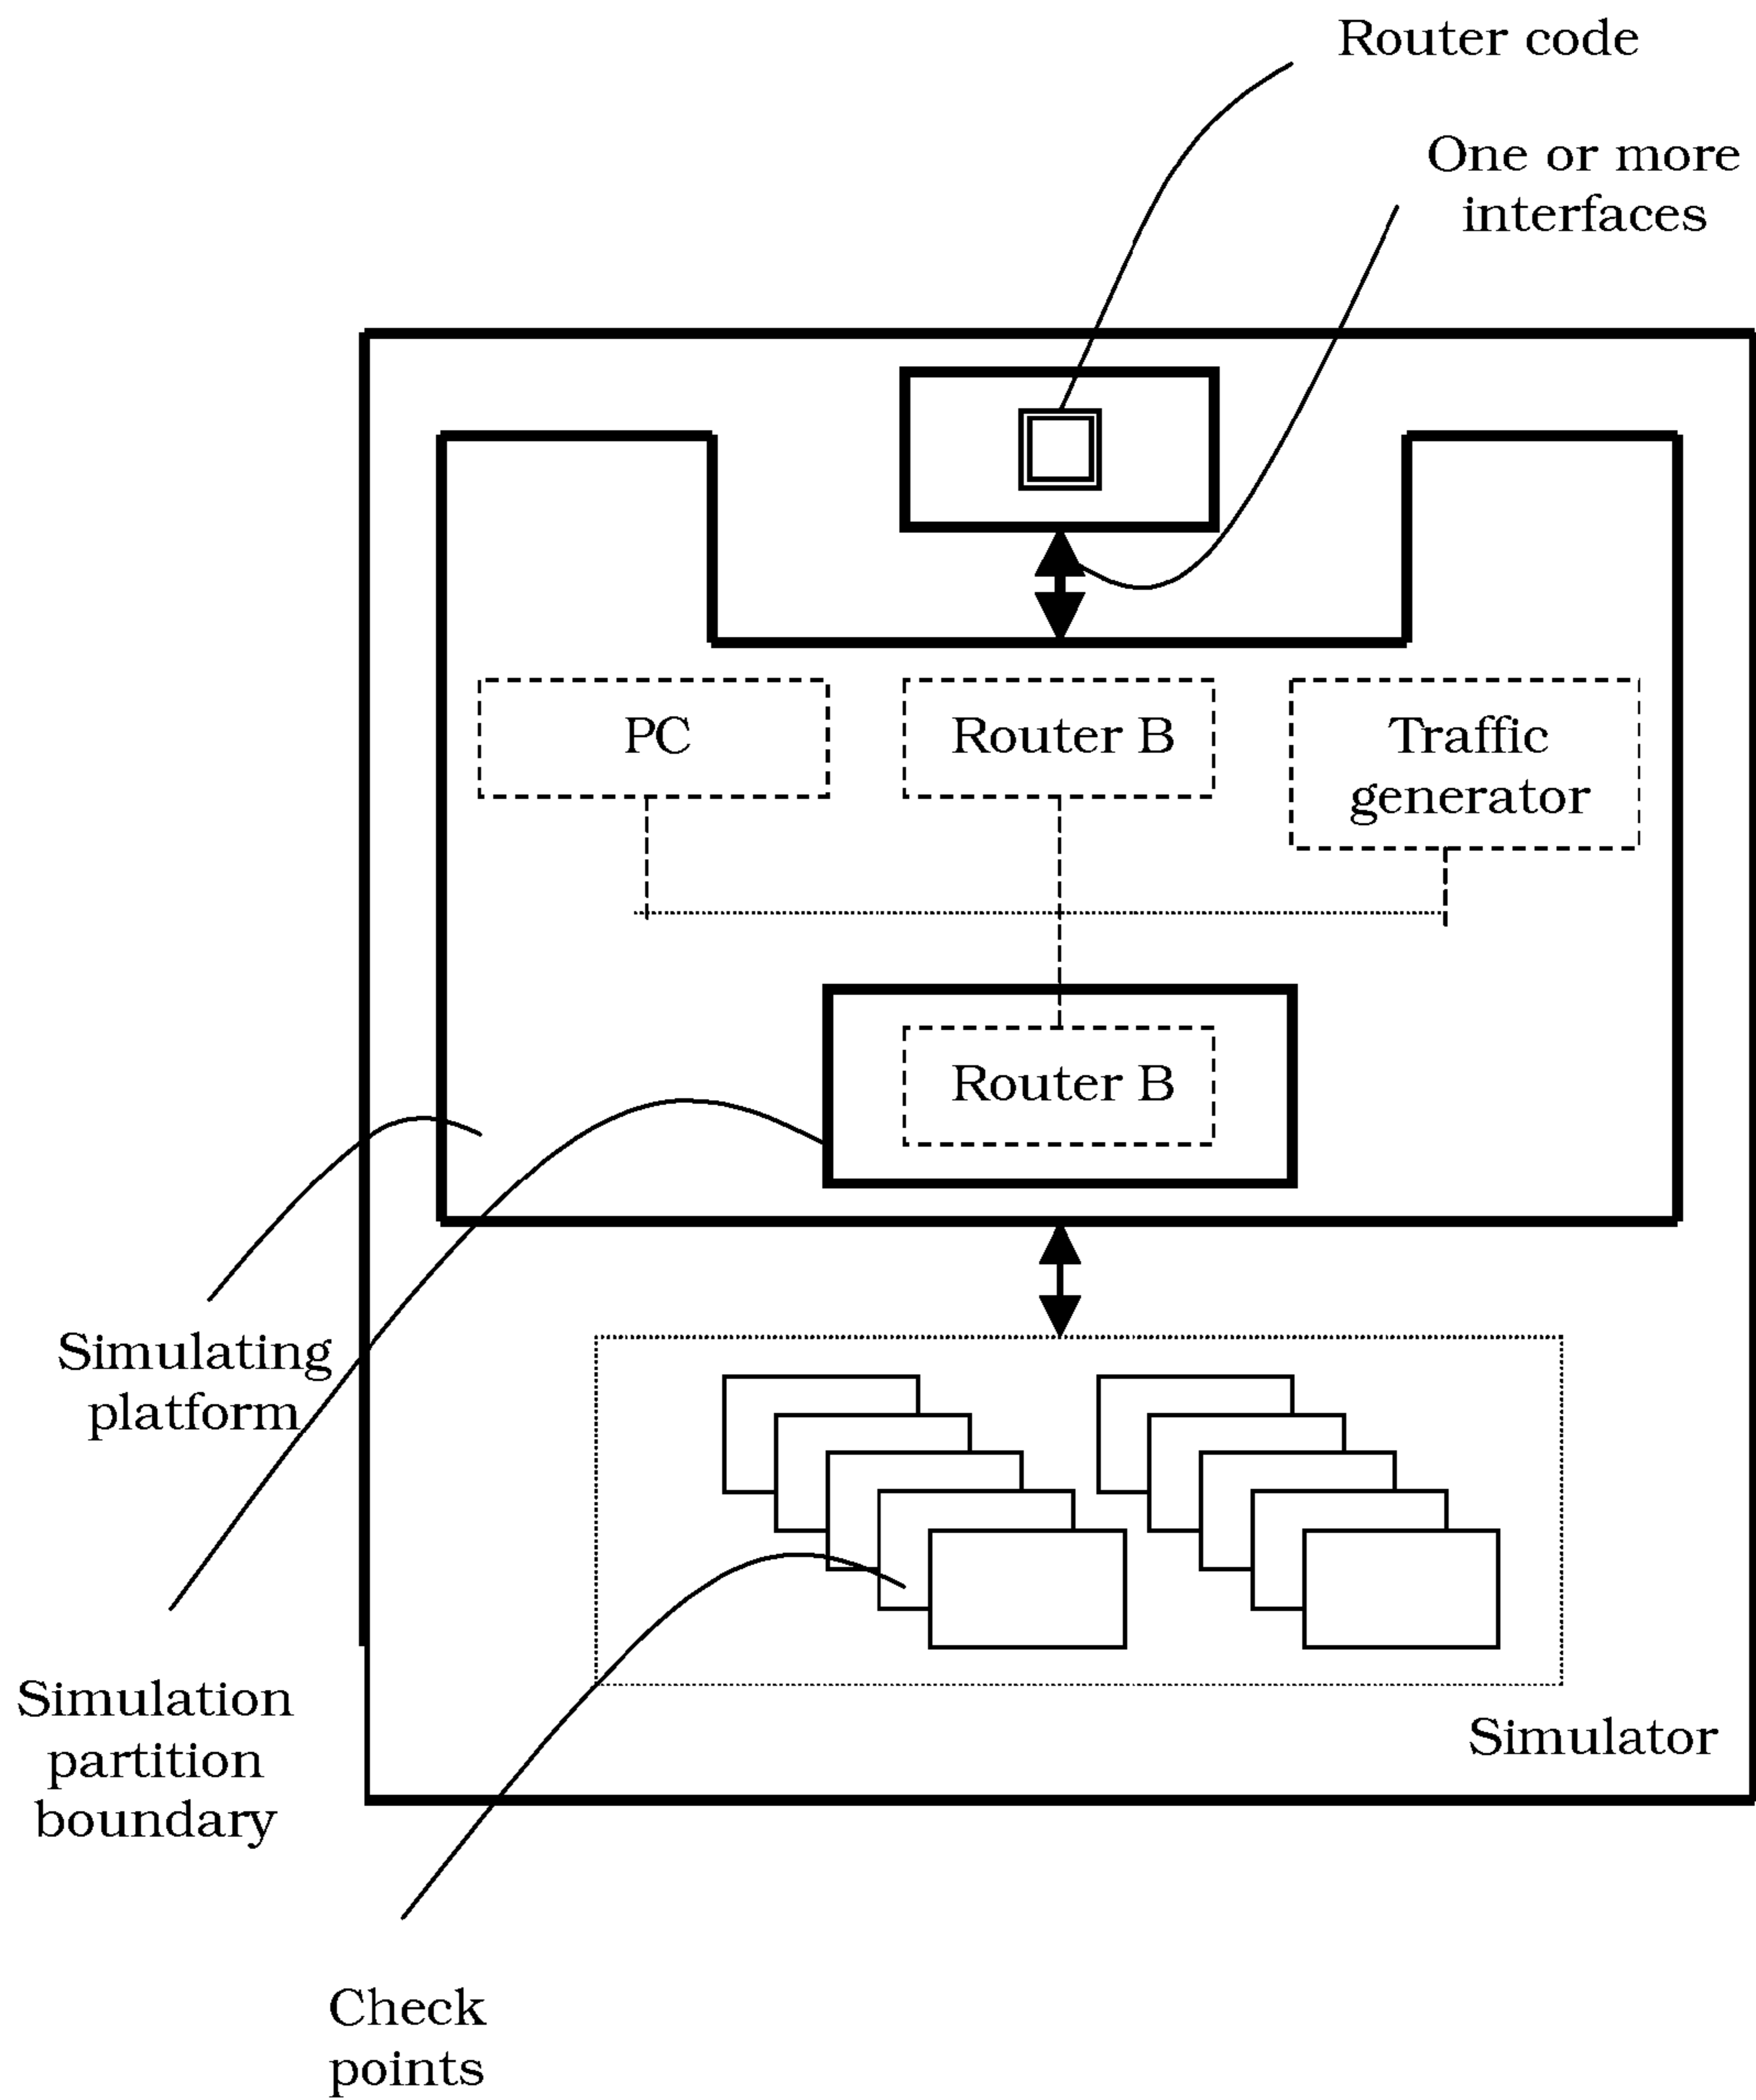 Router code
One or more
interfaces
PC
Router B
Traffic
generator
Router B
Simulating
platform
Simulation
partition
boundary
Simulator
Check
points